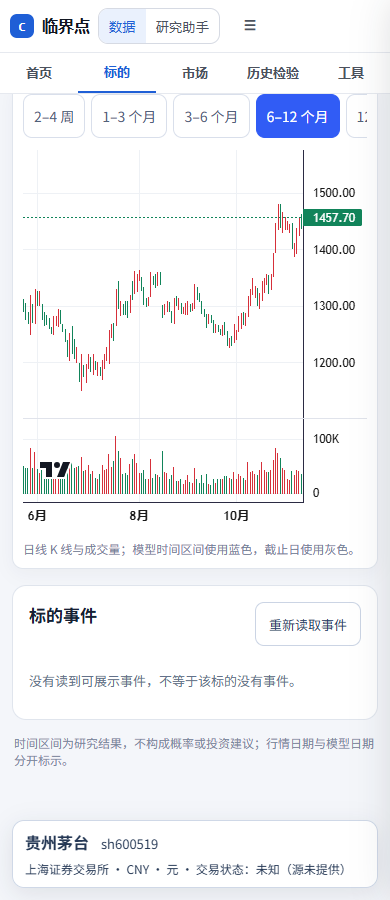 C 临界点 数据 研究助手 ☰
首页 标的 市场 历史检验 工具
2–4 周 1–3 个月 3–6 个月 6–12 个月 12
1500.00
1457.70
1400.00
1300.00
1200.00
100K
0
6月 8月 10月
日线 K 线与成交量；模型时间区间使用蓝色，截止日使用灰色。
标的事件
重新读取事件
没有读到可展示事件，不等于该标的没有事件。
时间区间为研究结果，不构成概率或投资建议；行情日期与模型日期
分开标示。
贵州茅台 sh600519
上海证券交易所 · CNY · 元 · 交易状态：未知（源未提供）